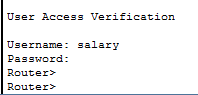 User Access Verification
Username: salary
Password:
Router>
Router>